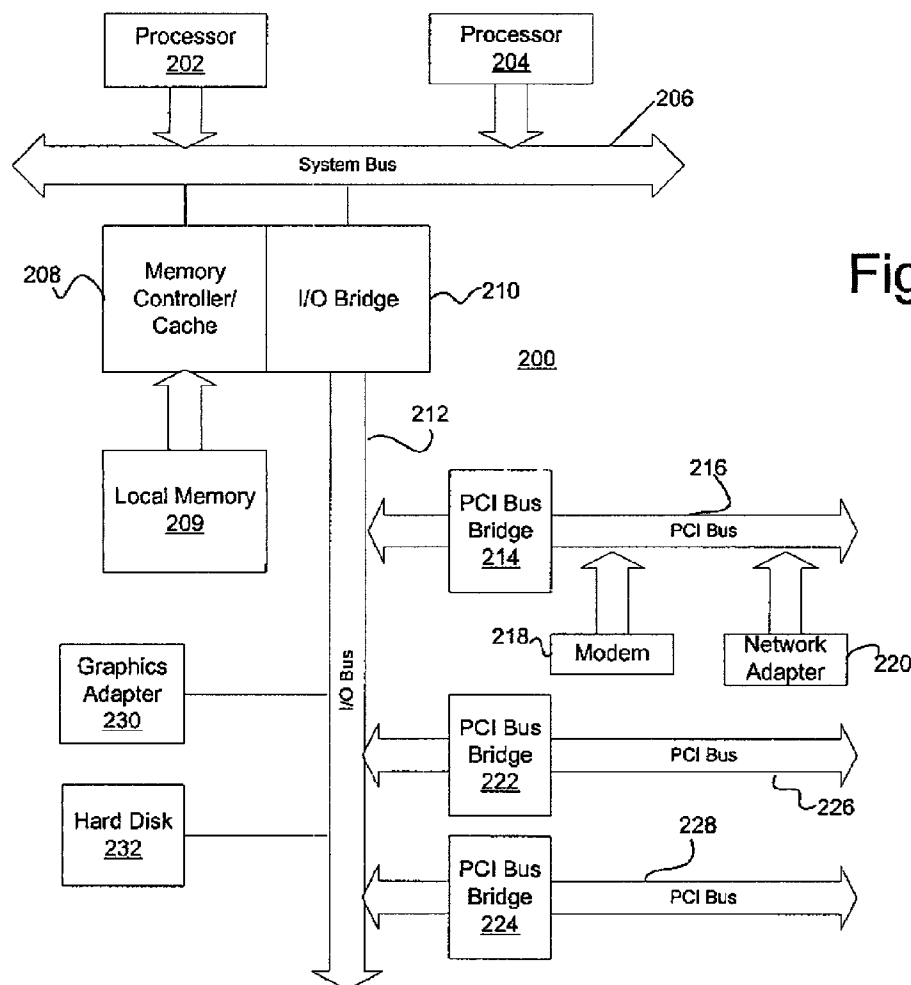 Processor
202
Processor
204
206
System Bus
208
Memory
Controller/
Cache
I/O Bridge
210
Fig
200
212
Local Memory
209
PCI Bus
Bridge
214
216
PCI Bus
218
Modem
Network
Adapter
220
Graphics
Adapter
230
I/O Bus
PCI Bus
Bridge
222
PCI Bus
226
Hard Disk
232
PCI Bus
Bridge
224
228
PCI Bus